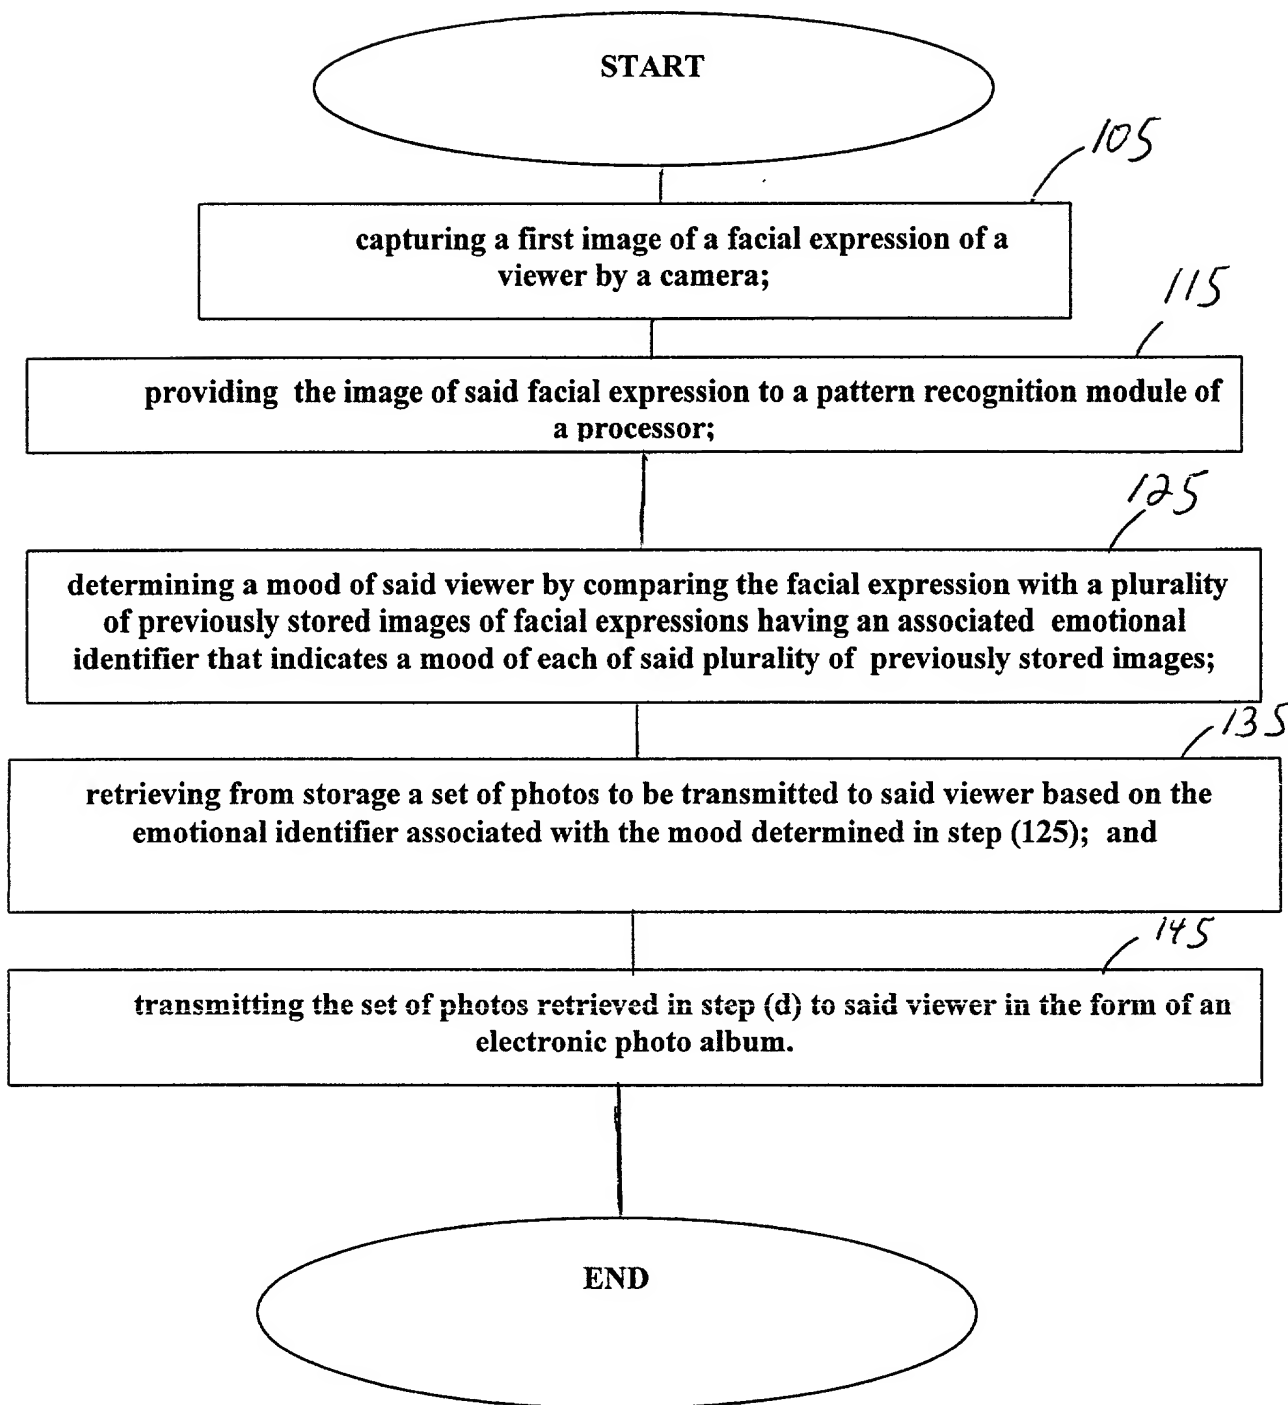 START
105
capturing a first image of a facial expression of a
viewer by a camera;
115
providing the image of said facial expression to a pattern recognition module of
a processor;
125
determining a mood of said viewer by comparing the facial expression with a plurality
of previously stored images of facial expressions having an associated emotional
identifier that indicates a mood of each of said plurality of previously stored images;
135
retrieving from storage a set of photos to be transmitted to said viewer based on the
emotional identifier associated with the mood determined in step (125); and
145
transmitting the set of photos retrieved in step (d) to said viewer in the form of an
electronic photo album.
END